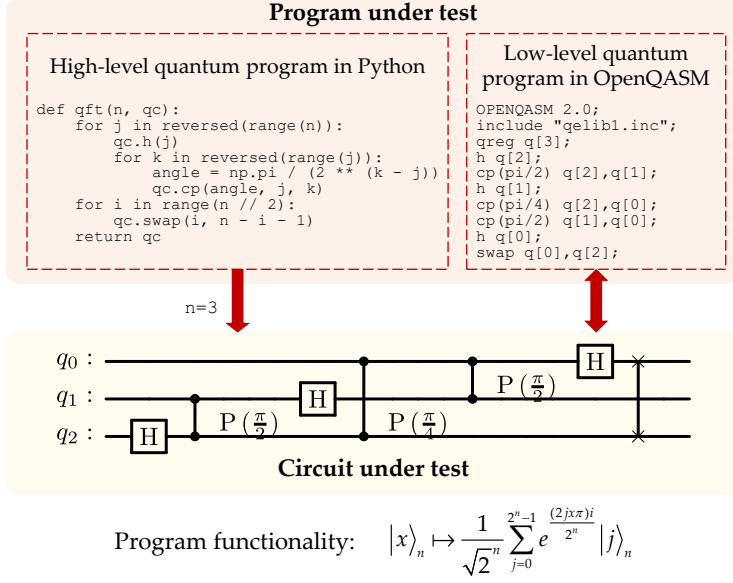 Program under test
High-level quantum program in Python
def qft(n, qc):
    for j in reversed(range(n)):
        qc.h(j)
        for k in reversed(range(j)):
            angle = np.pi / (2 ** (k - j))
            qc.cp(angle, j, k)
    for i in range(n // 2):
        qc.swap(i, n - i - 1)
    return qc
Low-level quantum
program in OpenQASM
OPENQASM 2.0;
include "qelib1.inc";
qreg q[3];
h q[2];
cp(pi/2) q[2],q[1];
h q[1];
cp(pi/4) q[2],q[0];
cp(pi/2) q[1],q[0];
h q[0];
swap q[0],q[2];
n=3
q₀ : H
q₁ : H P(π/2)
q₂ : H P(π/2) P(π/4)
Circuit under test
Program functionality: |x⟩ₙ ↦ 1/√2ⁿ ∑_{j=0}^{2ⁿ−1} e^{(2jxπ)i/2ⁿ} |j⟩ₙ